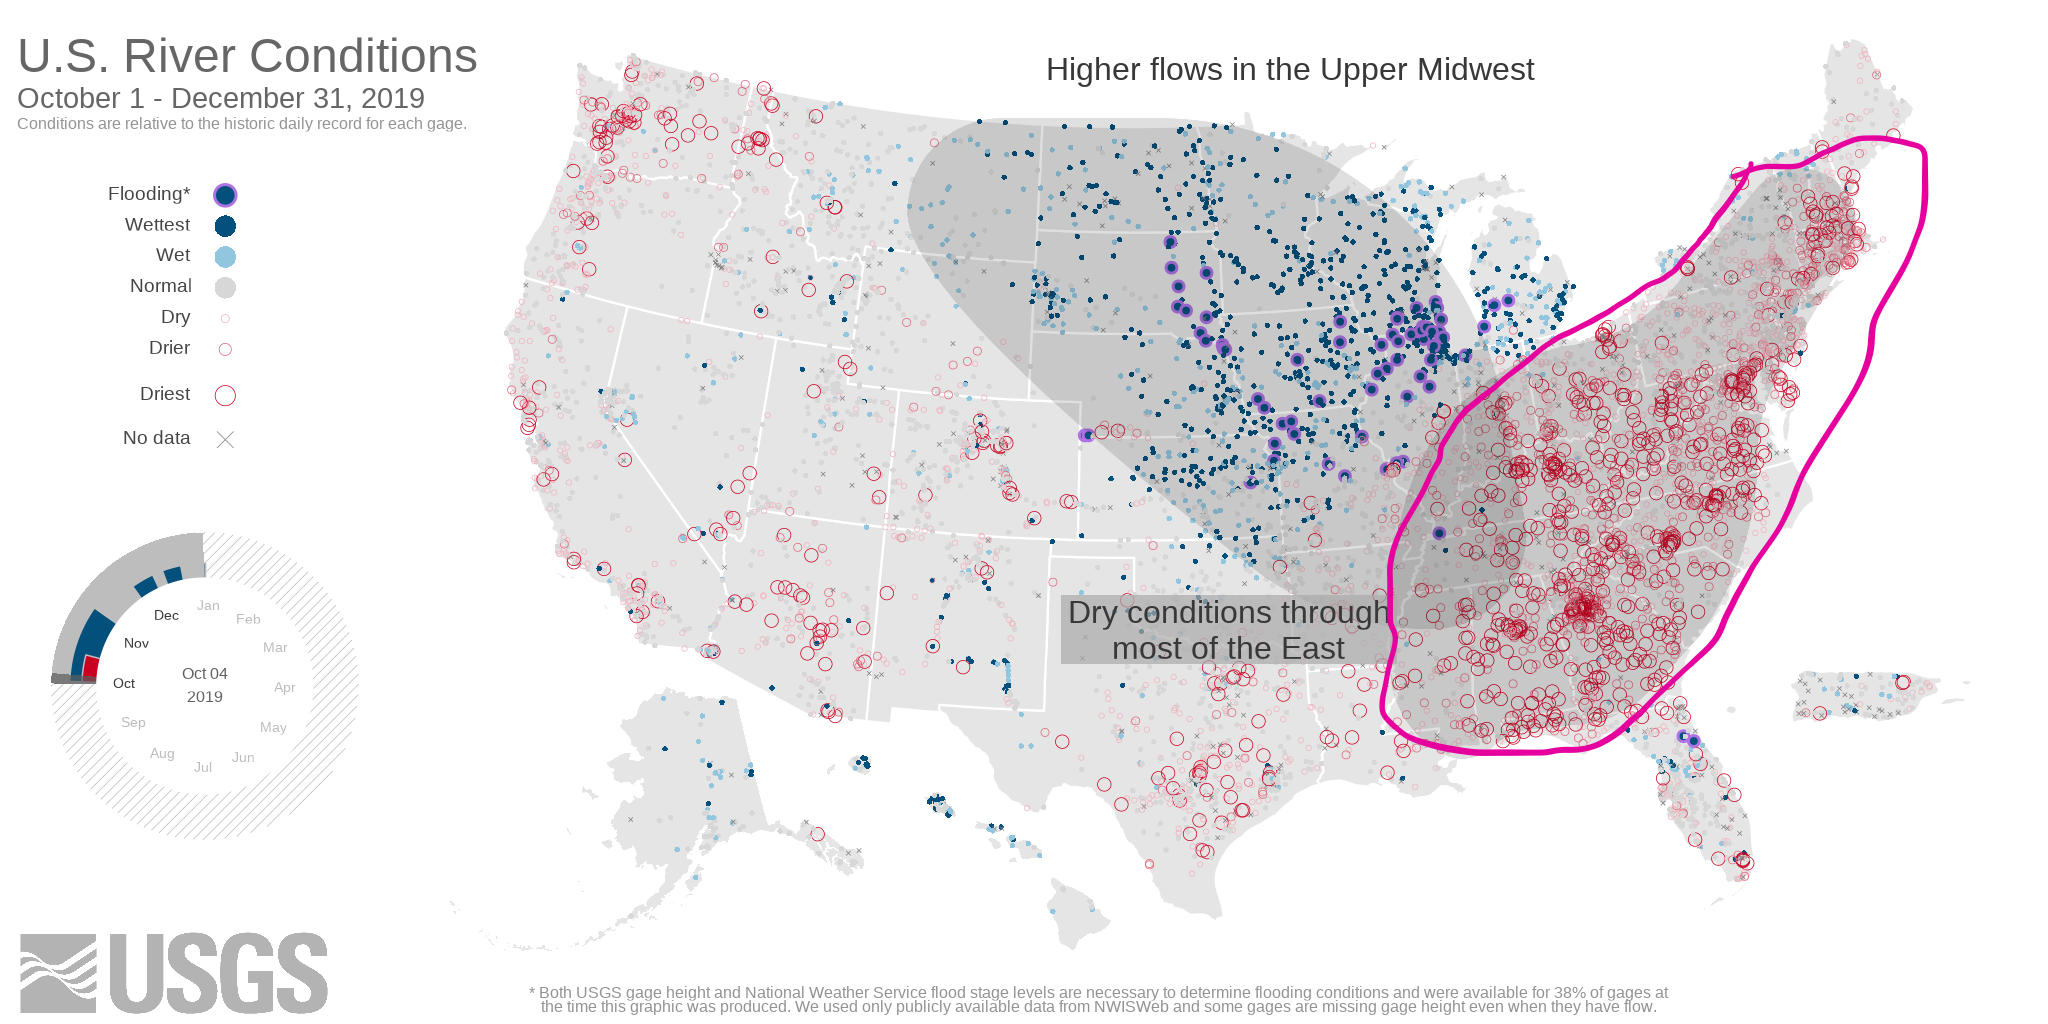 U.S. River Conditions
October 1 - December 31, 2019
Conditions are relative to the historic daily record for each gage.
Higher flows in the Upper Midwest
Flooding*
Wettest
Wet
Normal
Dry
Drier
Driest
No data
Dry conditions through
most of the East
Jan
Feb
Mar
Apr
May
Jun
Jul
Aug
Sep
Oct
Nov
Dec
Oct 04
2019
USGS
* Both USGS gage height and National Weather Service flood stage levels are necessary to determine flooding conditions and were available for 38% of gages at
the time this graphic was produced. We used only publicly available data from NWISWeb and some gages are missing gage height even when they have flow.